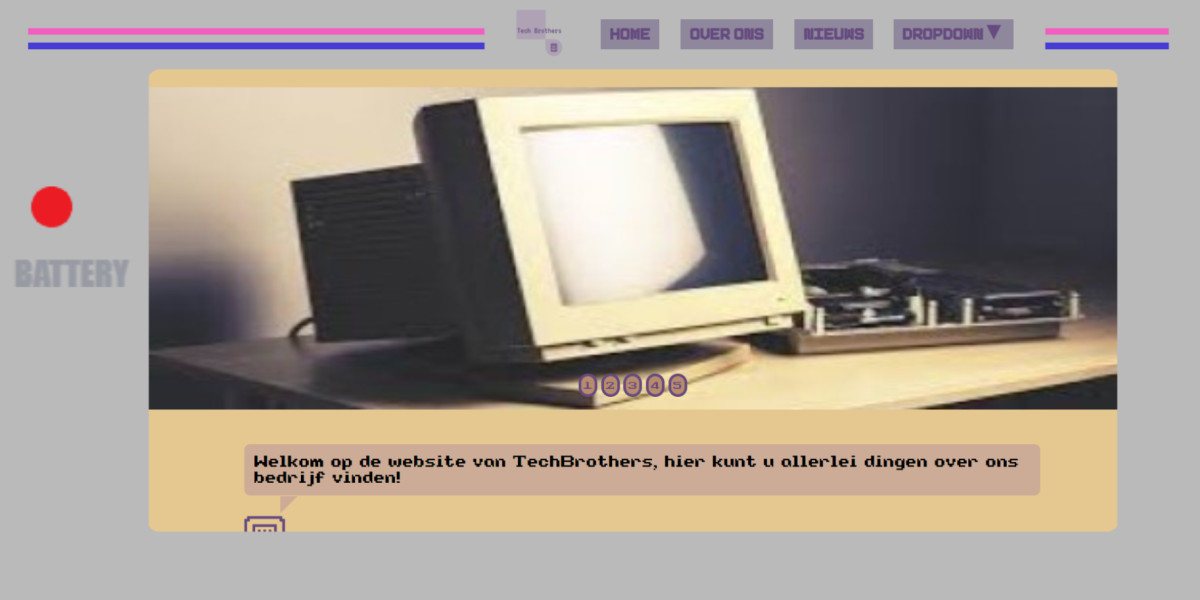 Tech Brothers
HOME
OVER ONS
NIEUWS
DROPDOWN▼
BATTERY
1 2 3 4 5
Welkom op de website van TechBrothers, hier kunt u allerlei dingen over ons
bedrijf vinden!